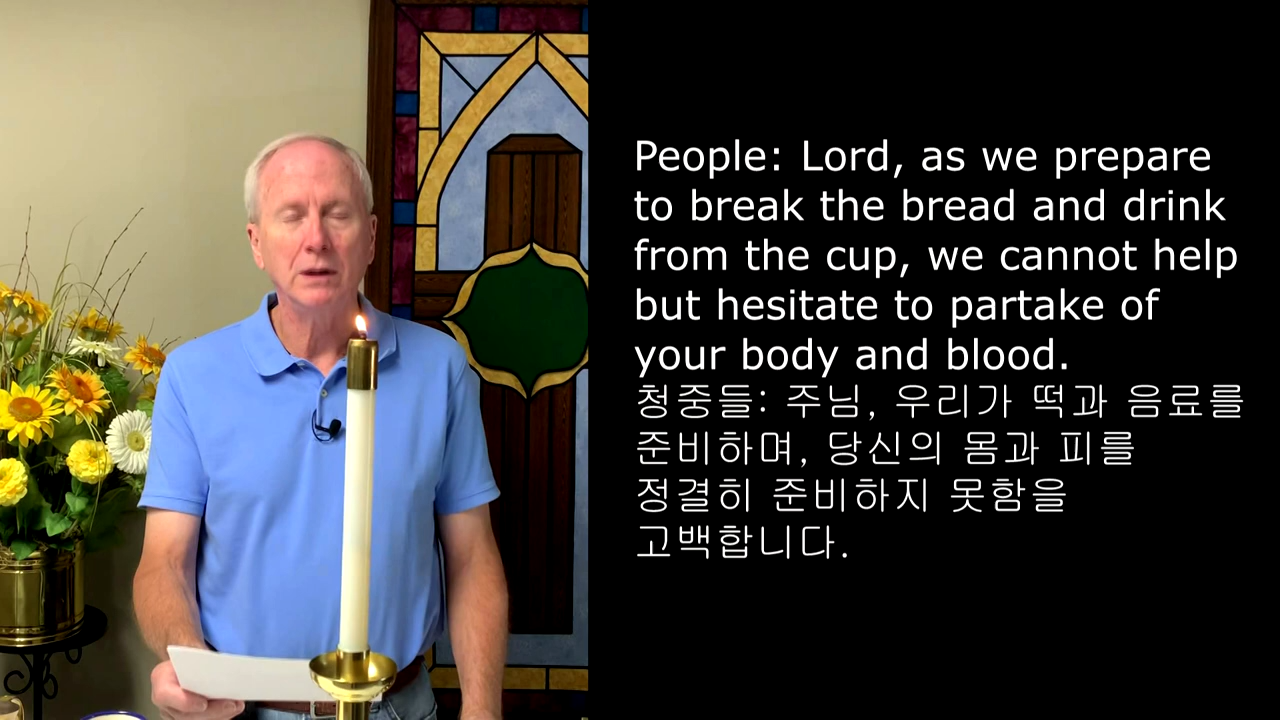 People: Lord, as we prepare
to break the bread and drink
from the cup, we cannot help
but hesitate to partake of
your body and blood.
청중들: 주님, 우리가 떡과 음료를
준비하며, 당신의 몸과 피를
정결히 준비하지 못함을
고백합니다.